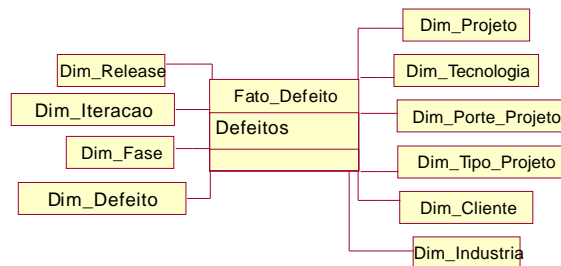 Dim_Projeto
Dim_Release
Dim_Tecnologia
Fato_Defeito
Dim_Iteracao
Dim_Porte_Projeto
Defeitos
Dim_Fase
Dim_Tipo_Projeto
Dim_Defeito
Dim_Cliente
Dim_Industria